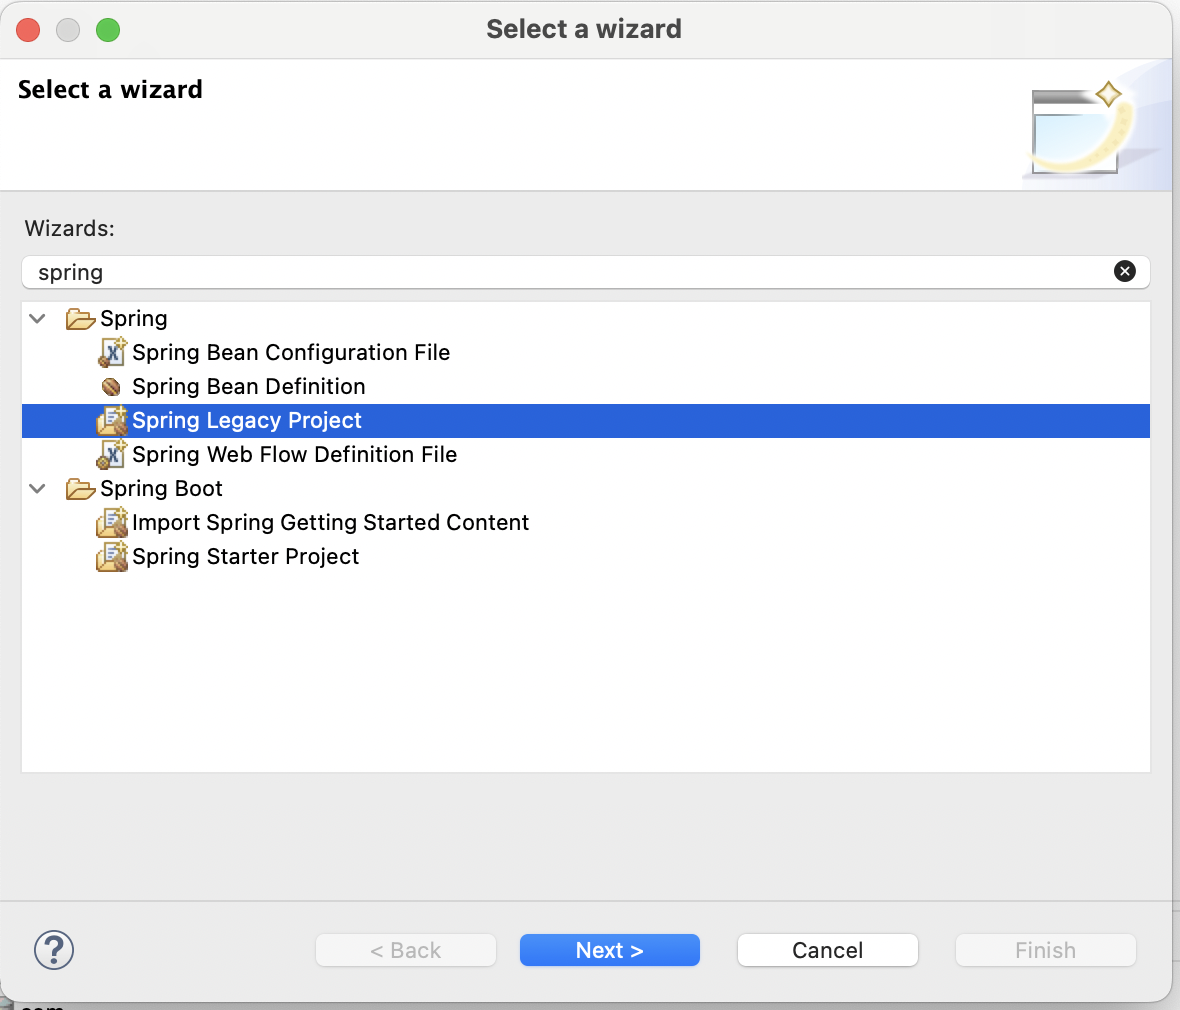 Select a wizard
Select a wizard
Wizards:
spring
Spring
Spring Bean Configuration File
Spring Bean Definition
Spring Legacy Project
Spring Web Flow Definition File
Spring Boot
Import Spring Getting Started Content
Spring Starter Project
?
< Back
Next >
Cancel
Finish